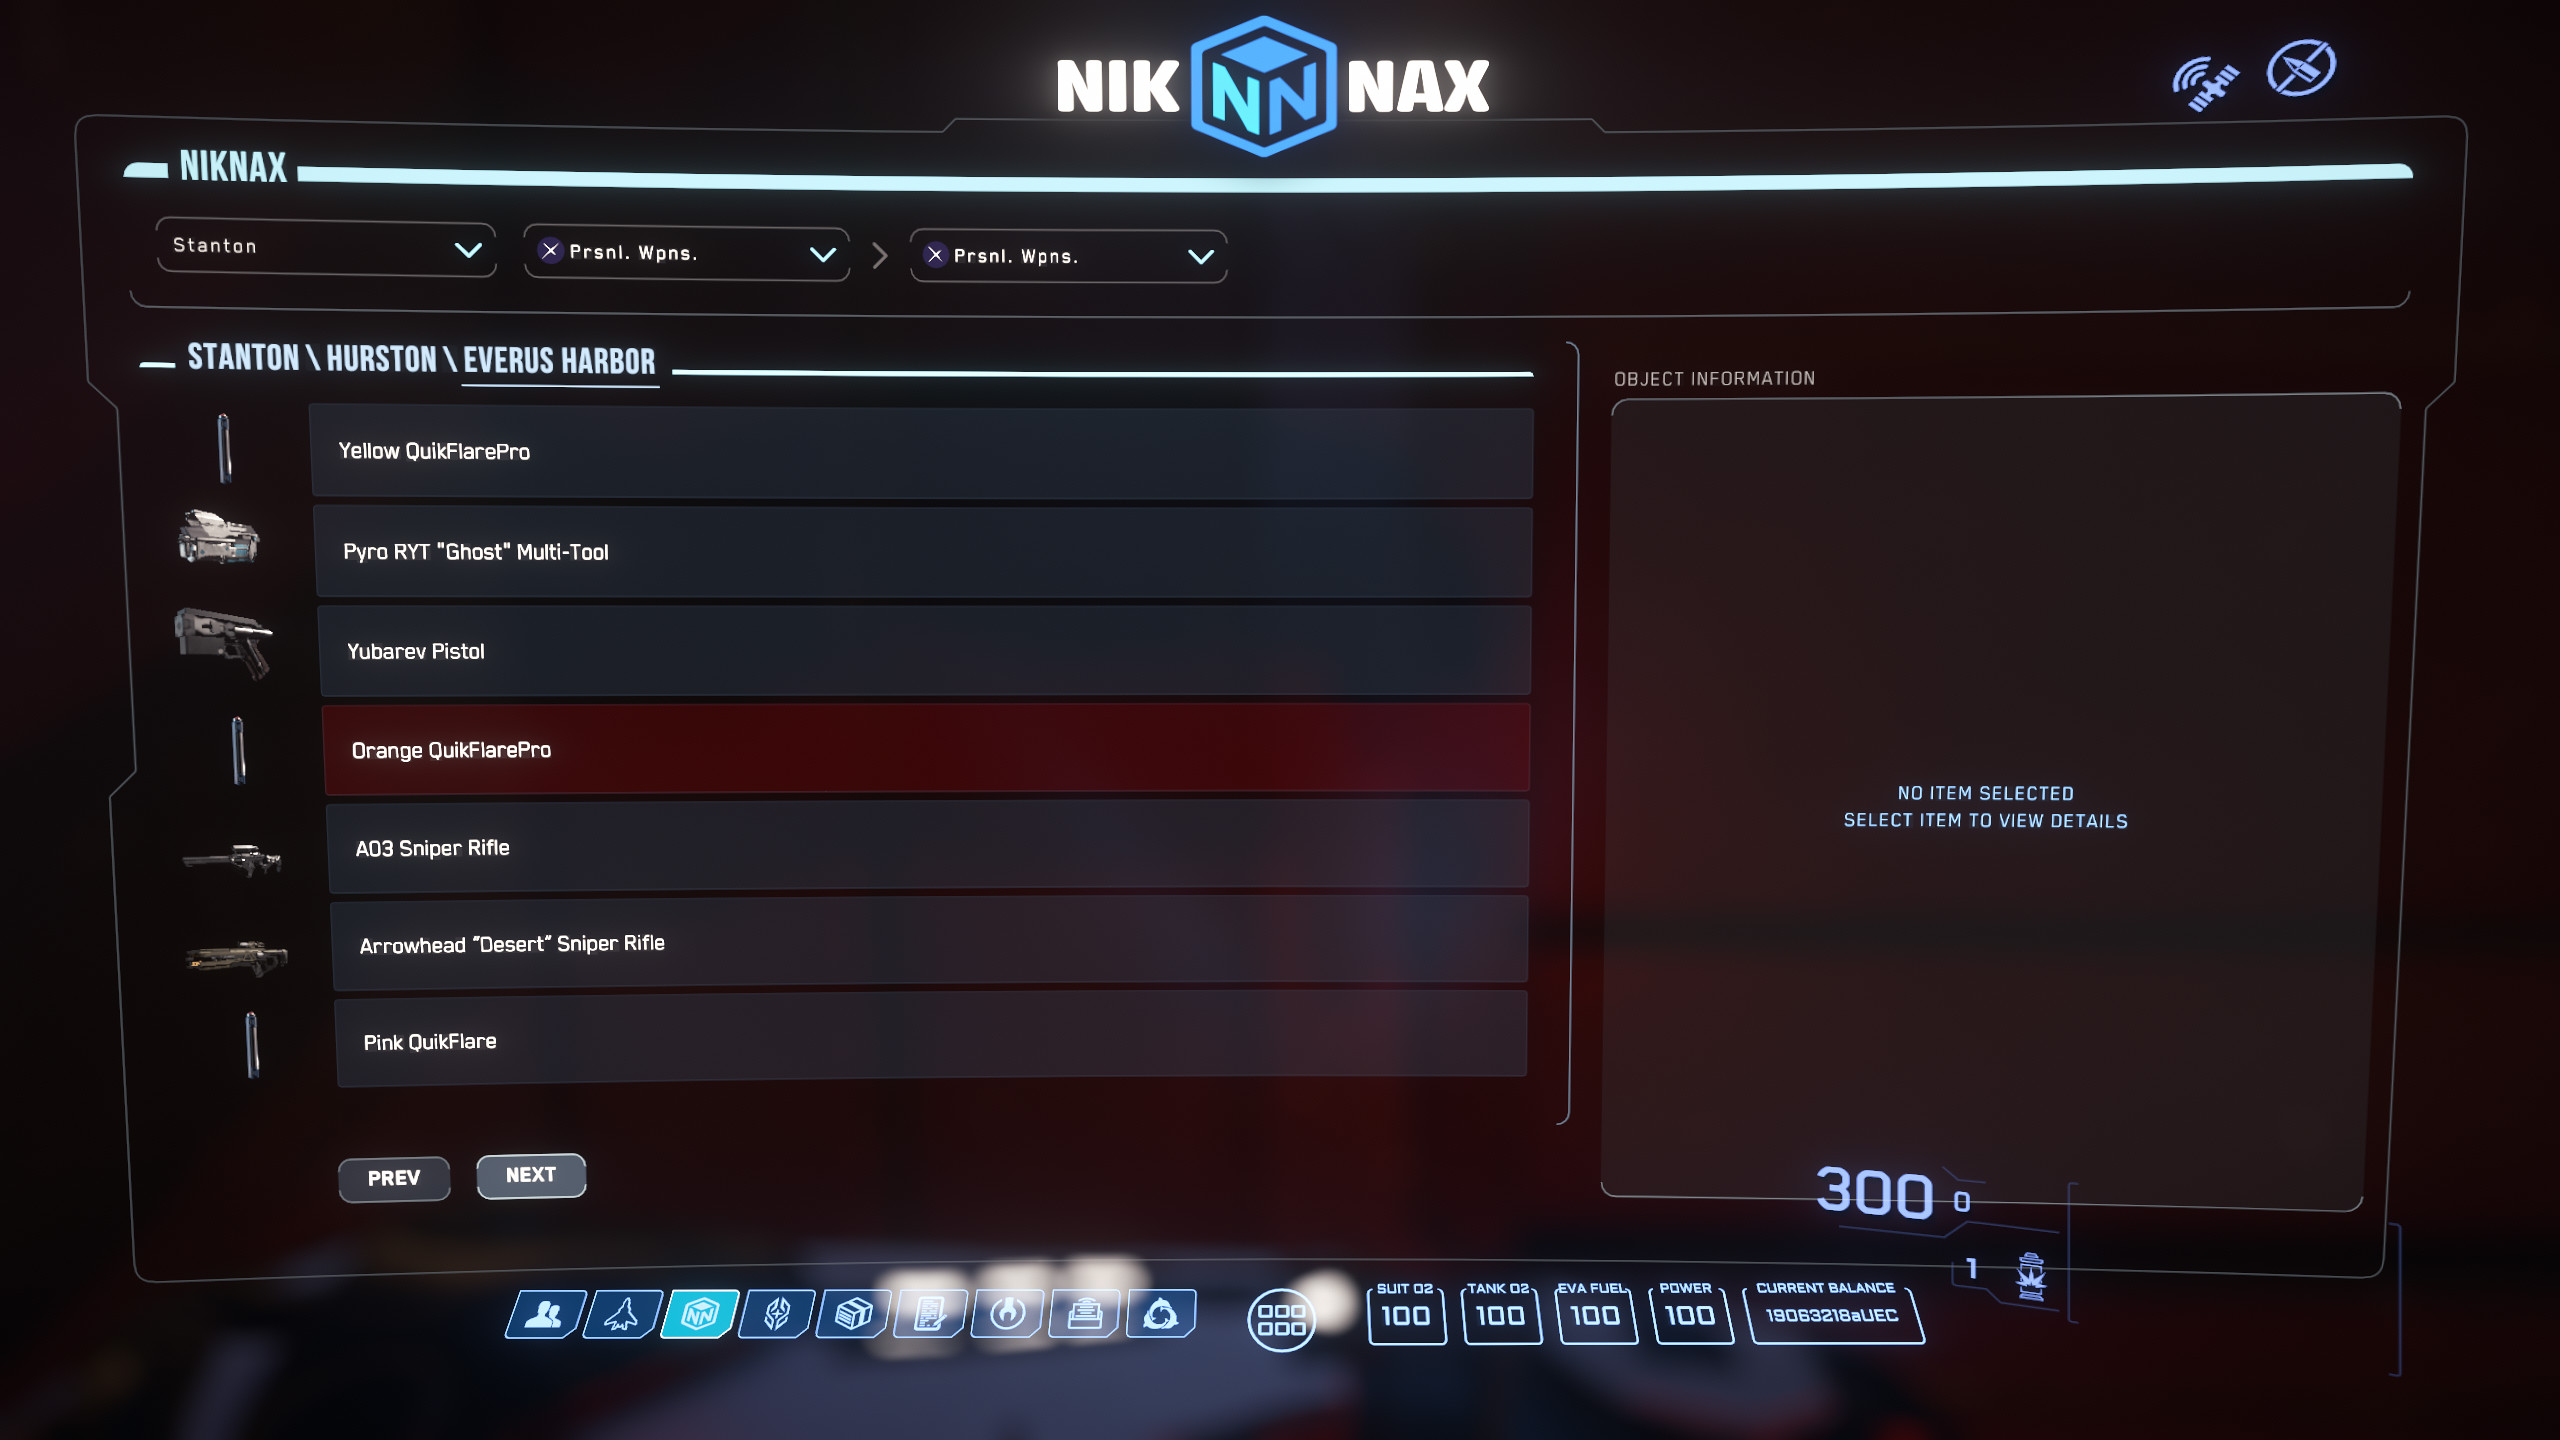 NIK NN NAX
NIKNAX
Stanton
Prsnl. Wpns.
Prsnl. Wpns.
STANTON \ HURSTON \ EVERUS HARBOR
Yellow QuikFlarePro
Pyro RYT "Ghost" Multi-Tool
Yubarev Pistol
Orange QuikFlarePro
A03 Sniper Rifle
Arrowhead "Desert" Sniper Rifle
Pink QuikFlare
PREV
NEXT
OBJECT INFORMATION
NO ITEM SELECTED
SELECT ITEM TO VIEW DETAILS
300 0
1
NN
SUIT O2
100
TANK O2
100
EVA FUEL
100
POWER
100
CURRENT BALANCE
19063218aUEC